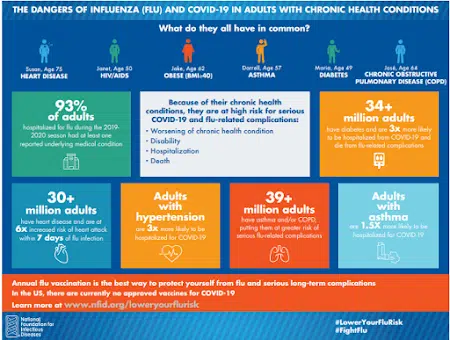 THE DANGERS OF INFLUENZA (FLU) AND COVID-19 IN ADULTS WITH CHRONIC HEALTH CONDITIONS
What do they all have in common?
Susan, Age 75
HEART DISEASE
Janet, Age 50
HIV/AIDS
Jake, Age 62
OBESE (BMI≥40)
Darrell, Age 57
ASTHMA
Maria, Age 49
DIABETES
José, Age 64
CHRONIC OBSTRUCTIVE
PULMONARY DISEASE (COPD)
93%
of adults
hospitalized for flu during the 2019-
2020 season had at least one
reported underlying medical condition
Because of their chronic health
conditions, they are at high risk for serious
COVID-19 and flu-related complications:
• Worsening of chronic health condition
• Disability
• Hospitalization
• Death
34+
million adults
have diabetes and are 3x more likely
to be hospitalized from COVID-19 and
die from flu-related complications
30+
million adults
have heart disease and are at
6x increased risk of heart attack
within 7 days of flu infection
Adults
with
hypertension
are 3x more likely to be
hospitalized for COVID-19
39+
million adults
have asthma and/or COPD,
putting them at greater risk of
serious flu-related complications
Adults
with
asthma
are 1.5X more likely to be
hospitalized for COVID-19
Annual flu vaccination is the best way to protect yourself from flu and serious long-term complications
In the US, there are currently no approved vaccines for COVID-19
Learn more at www.nfid.org/loweryourflurisk
National
Foundation for
Infectious
Diseases
#LowerYourFluRisk
#FightFlu